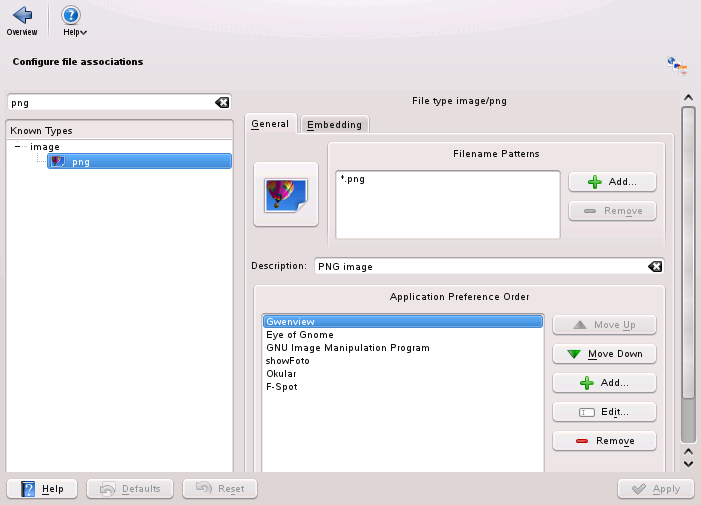 Overview
Help
Configure file associations
png
File type image/png
Known Types
image
png
General
Embedding
Filename Patterns
*.png
Add...
Remove
Description:
PNG image
Application Preference Order
Gwenview
Eye of Gnome
GNU Image Manipulation Program
showFoto
Okular
F-Spot
Move Up
Move Down
Add...
Edit...
Remove
Help
Defaults
Reset
Apply